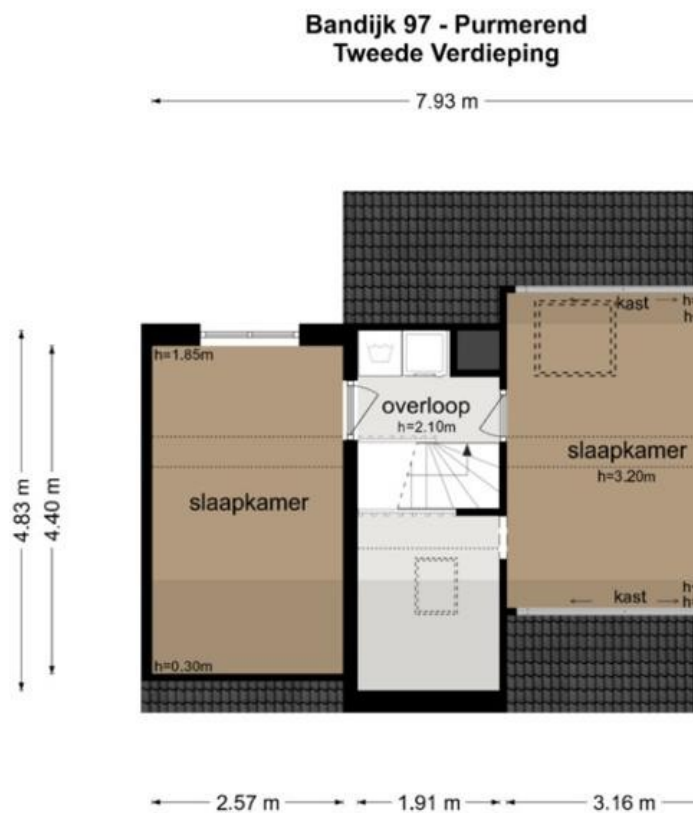 Bandijk 97 - Purmerend
Tweede Verdieping
7.93 m
kast
h=
h=
h=1.85m
overloop
h=2.10m
slaapkamer
h=3.20m
slaapkamer
4.83 m
4.40 m
kast
h=
h=
h=0.30m
2.57 m
1.91 m
3.16 m